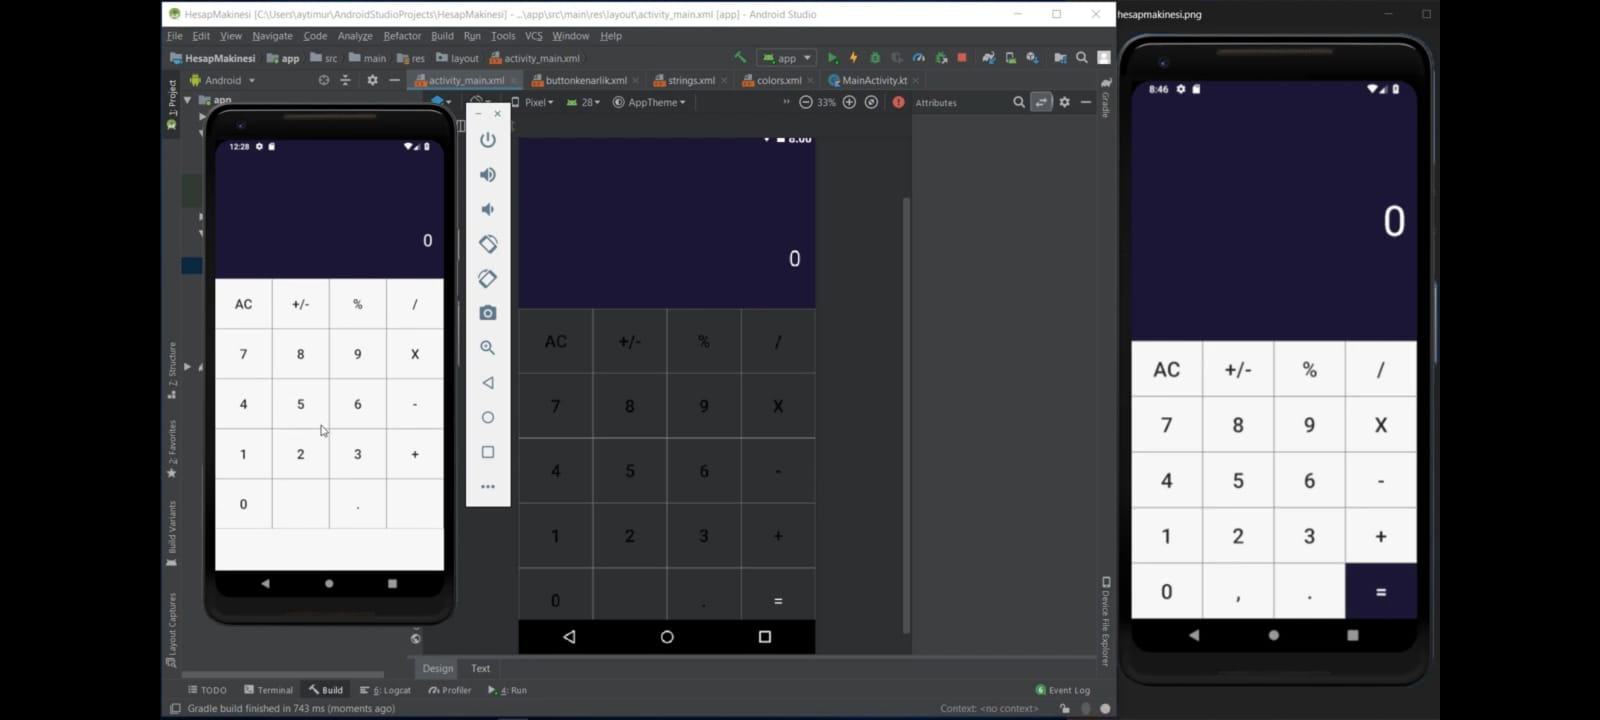 HesapMakinesi [C:\Users\aytimur\AndroidStudioProjects\HesapMakinesi] - ...\app\src\main\res\layout\activity_main.xml [app] - Android Studio
hesapmakinesi.png
File Edit View Navigate Code Analyze Refactor Build Run Tools VCS Window Help
HesapMakinesi app src main res layout activity_main.xml
app
Android
activity_main.xml buttonkenarlik.xml strings.xml colors.xml MainActivity.kt
Pixel 28 AppTheme
33%
Attributes
1: Project
app
Gradle
12:28
0
AC +/- % /
7 8 9 X
4 5 6 -
1 2 3 +
0 .
8:00
0
AC +/- % /
7 8 9 X
4 5 6 -
1 2 3 +
0 . =
8:46
0
AC +/- % /
7 8 9 X
4 5 6 -
1 2 3 +
0 , . =
Z: Structure
2: Favorites
Build Variants
Layout Captures
Device File Explorer
Design Text
TODO Terminal Build 6: Logcat Profiler 4: Run
6 Event Log
Gradle build finished in 743 ms (moments ago)
Context: <no context>